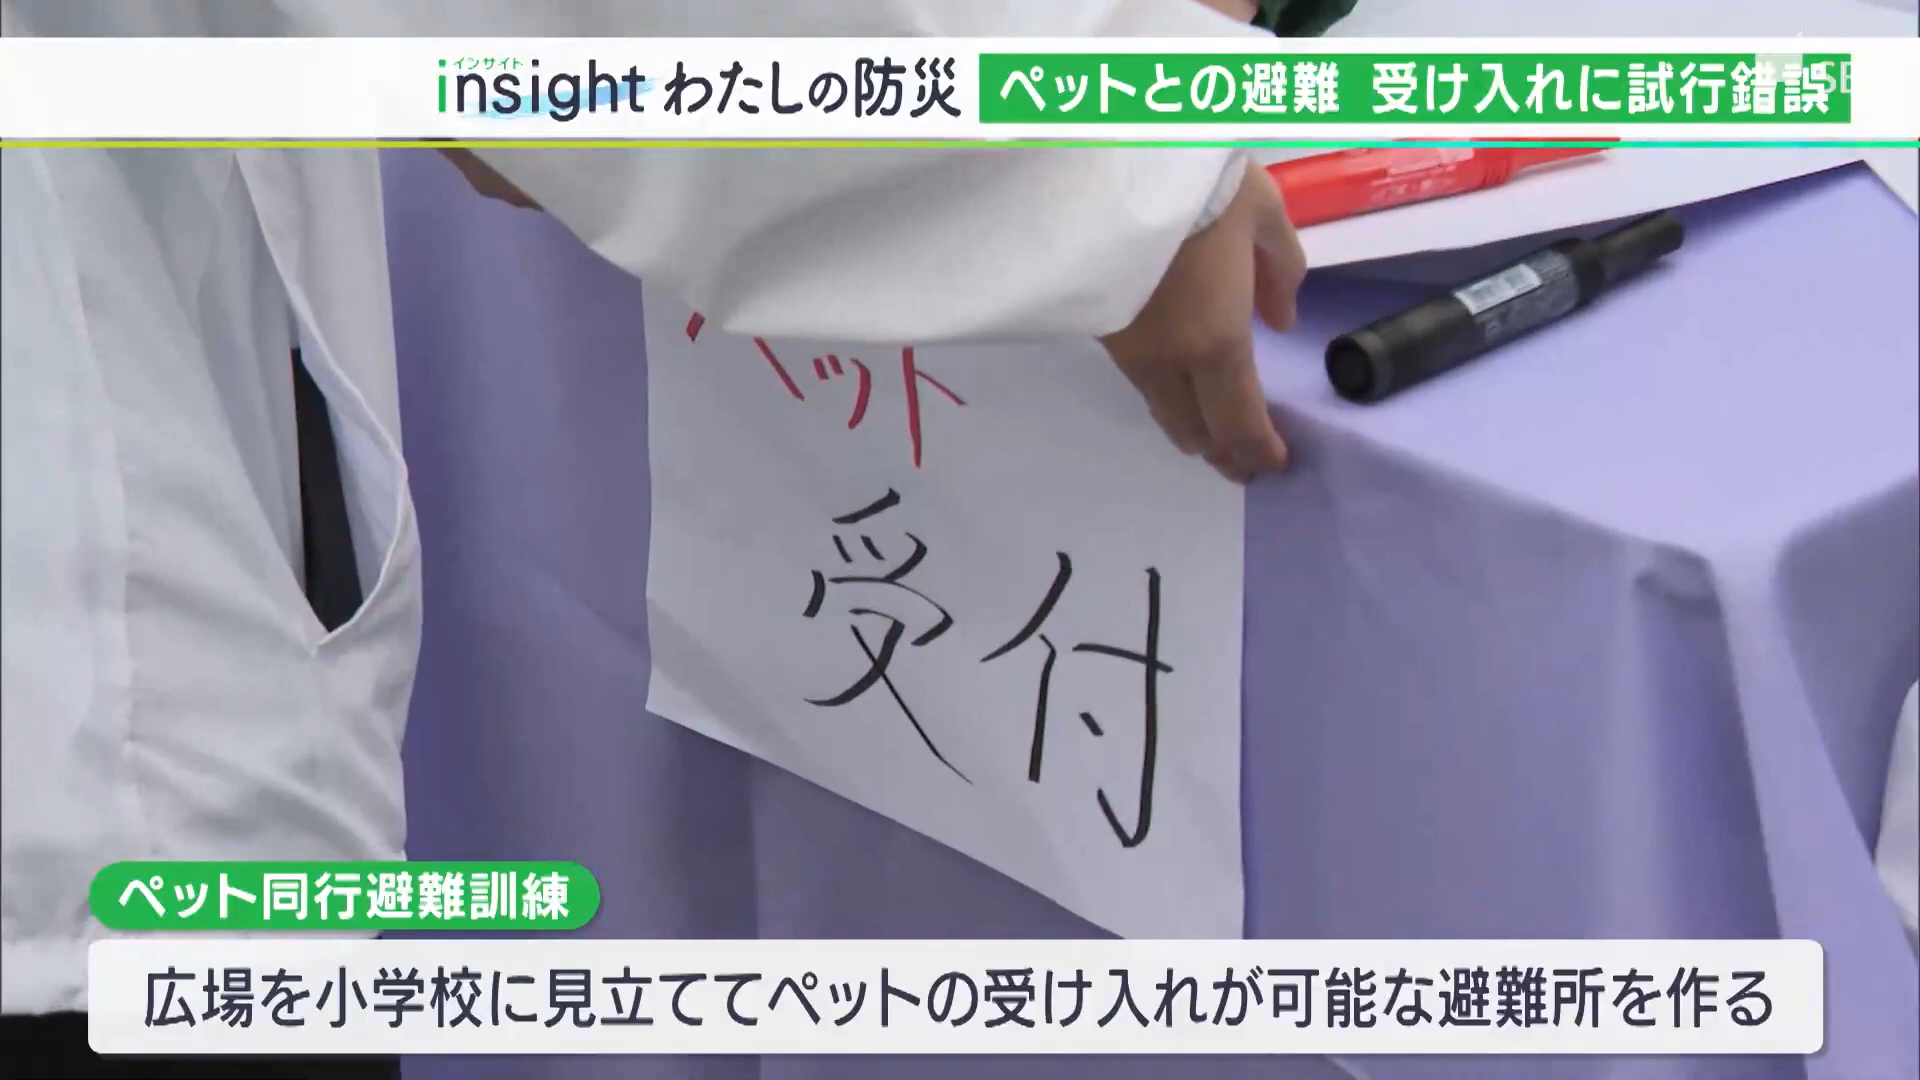 インサイト
insight わたしの防災 ペットとの避難 受け入れに試行錯誤
ペット
受付
ペット同行避難訓練
広場を小学校に見立ててペットの受け入れが可能な避難所を作る